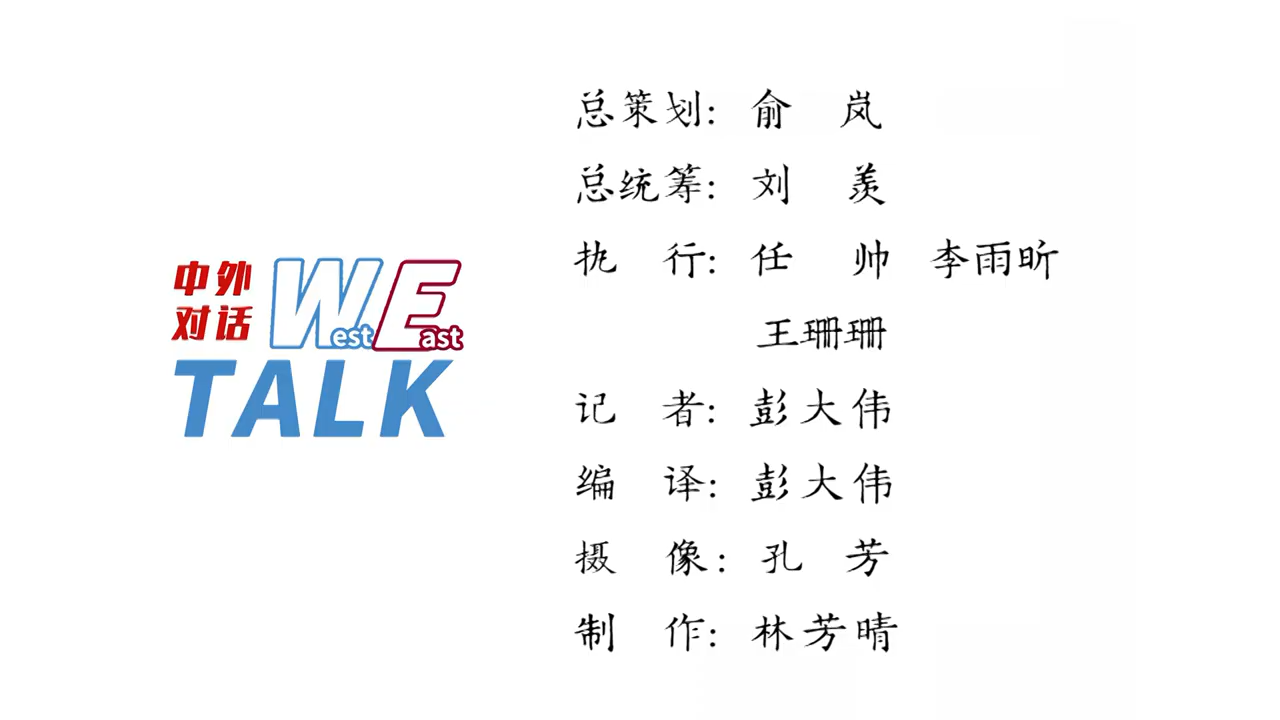 中外
对话
West East
TALK
总策划: 俞 岚
总统筹: 刘 羡
执 行: 任 帅 李雨昕
王珊珊
记 者: 彭大伟
编 译: 彭大伟
摄 像: 孔 芳
制 作: 林芳晴